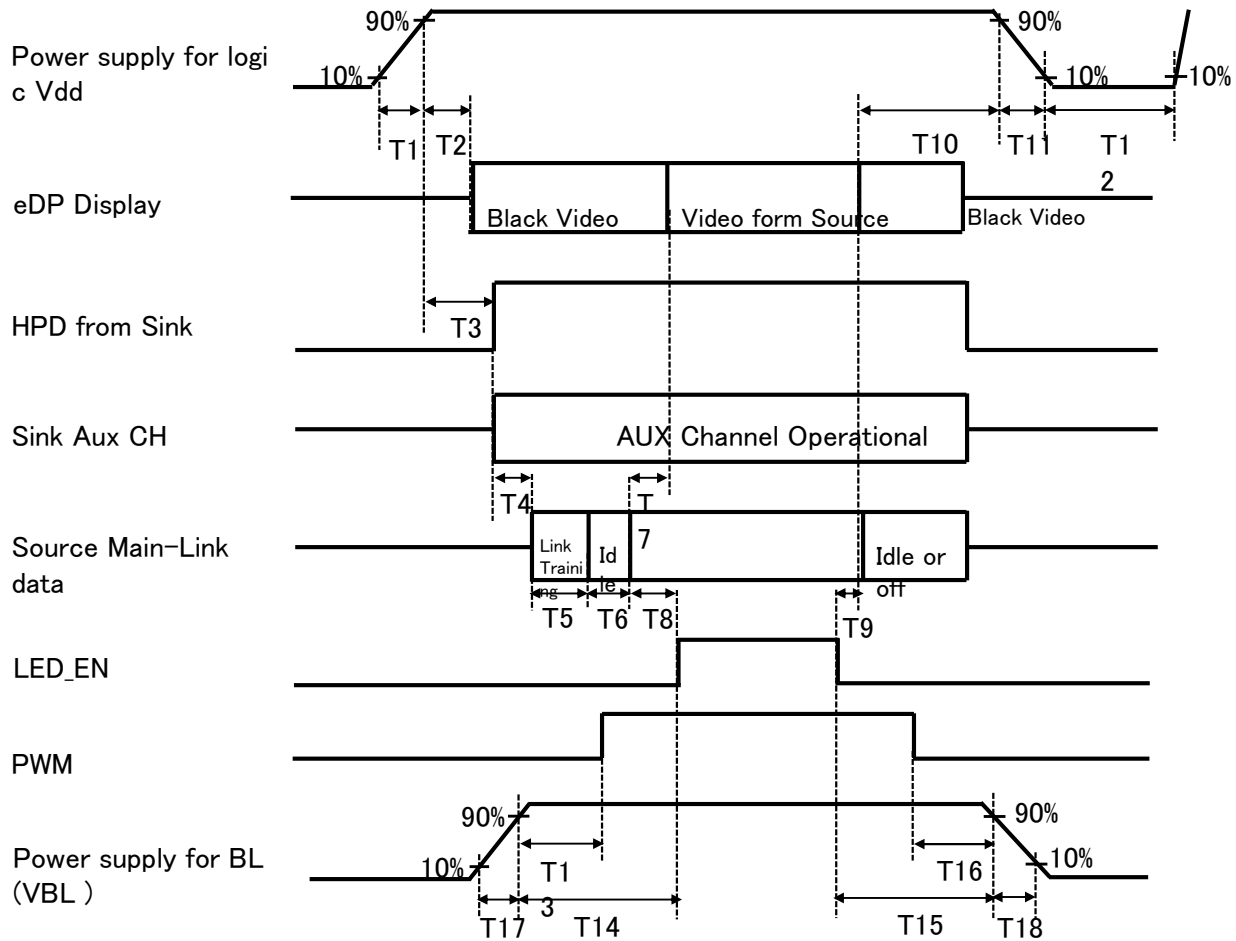 90%
90%
Power supply for logi
c Vdd
10%
10%
10%
T1
T2
T10
T11
T1
2
eDP Display
Black Video
Video form Source
Black Video
HPD from Sink
T3
Sink Aux CH
AUX Channel Operational
T4
T
7
Source Main-Link
data
Link
Traini
ng
Id
le
Idle or
off
T5
T6
T8
T9
LED_EN
PWM
90%
90%
Power supply for BL
(VBL )
10%
10%
T1
3
T16
T17
T14
T15
T18